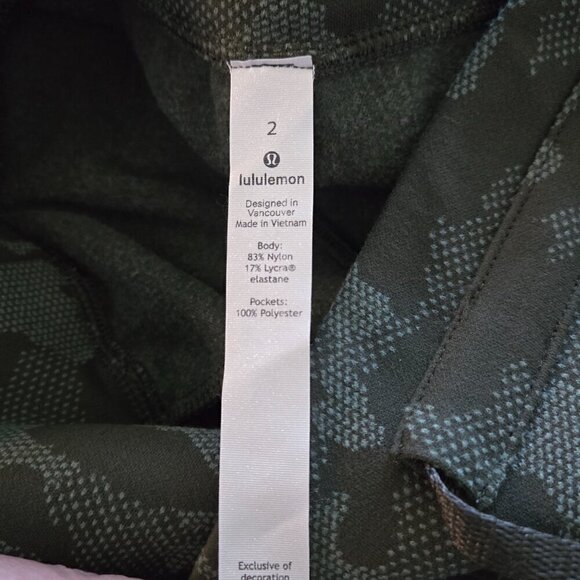 2
lululemon
Designed in
Vancouver
Made in Vietnam
Body:
83% Nylon
17% Lycra®
elastane
Pockets:
100% Polyester
Exclusive of
decoration